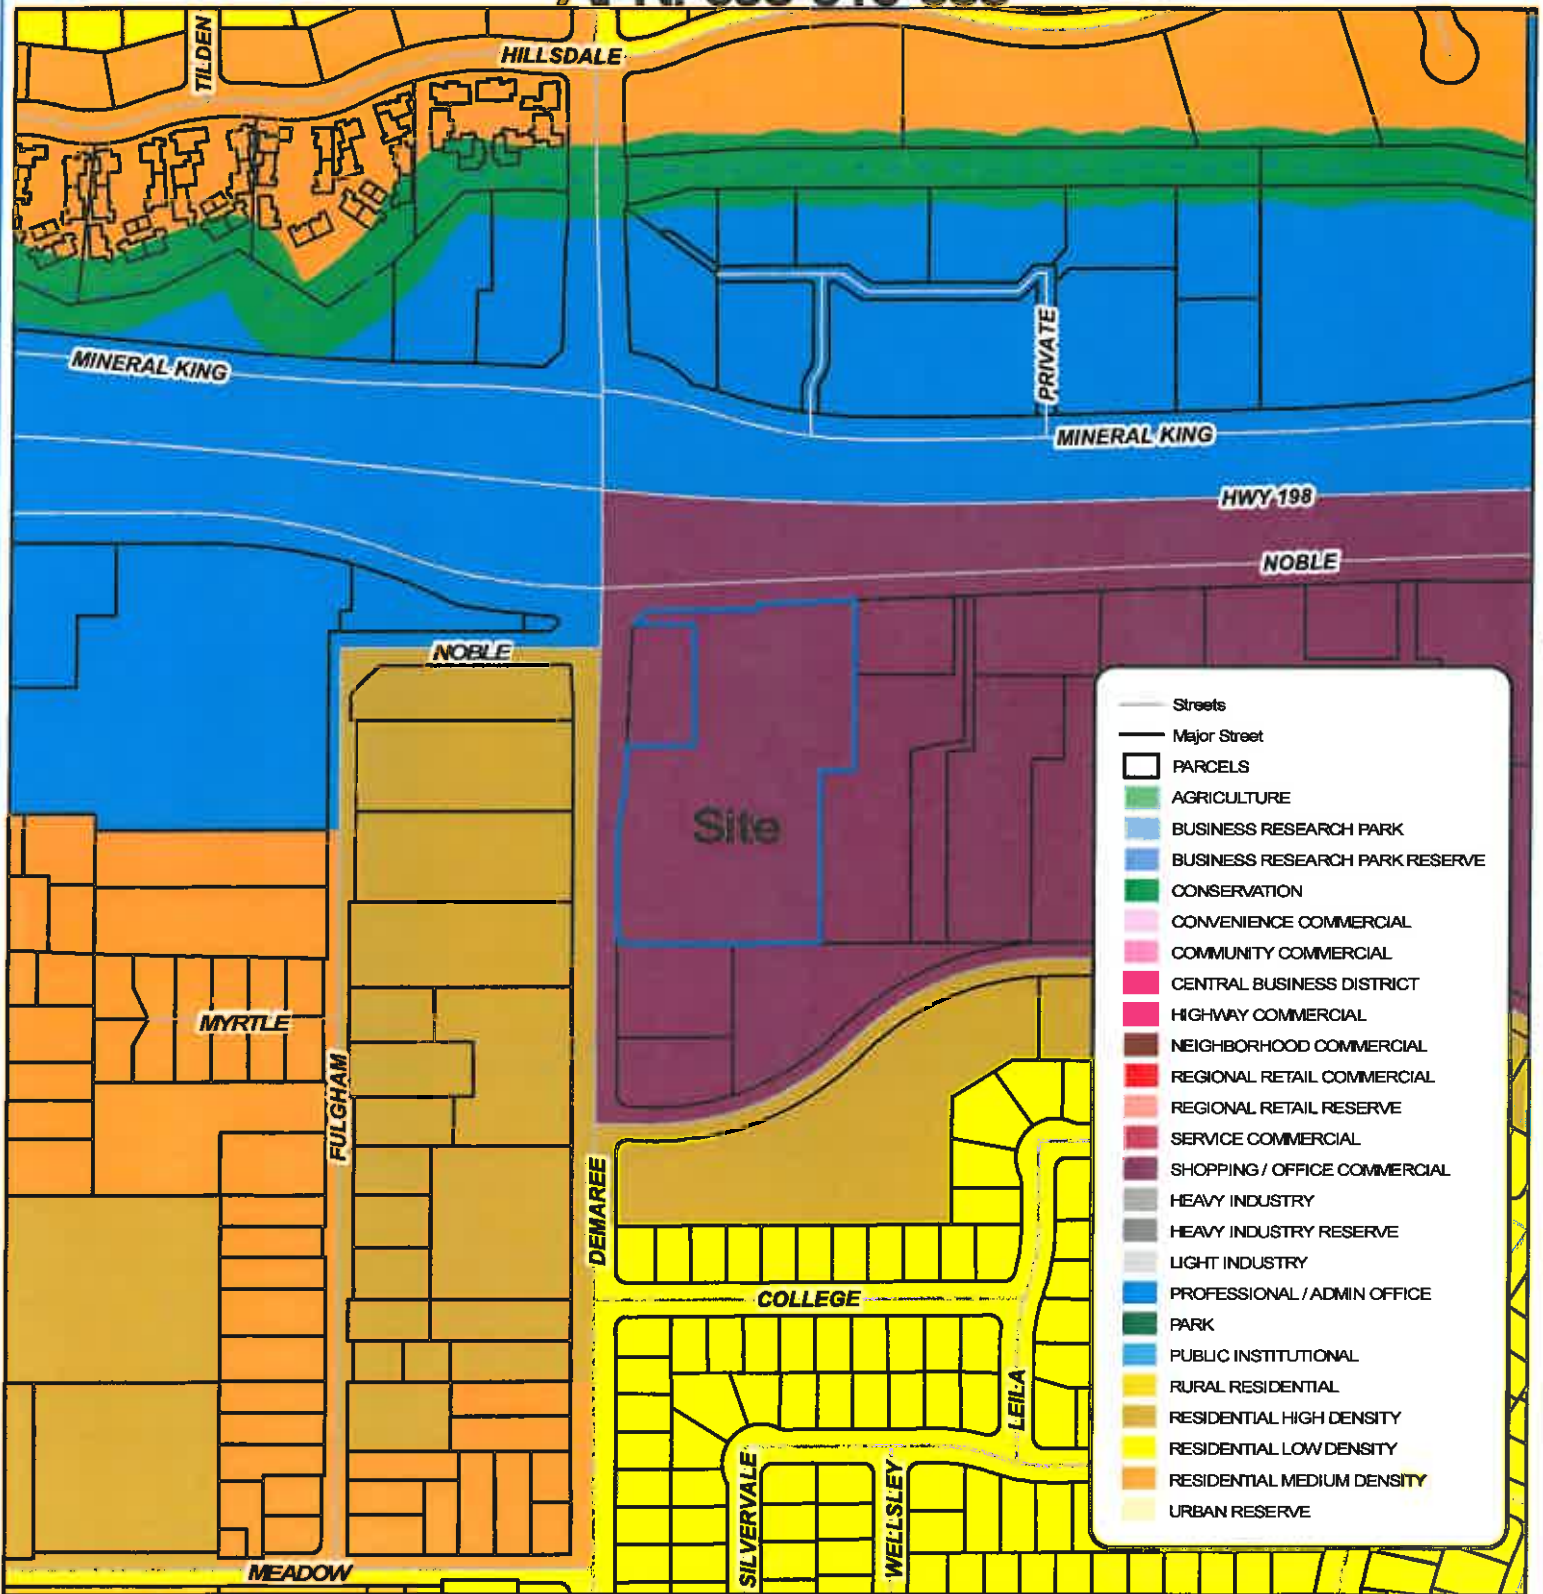 TILDEN
HILLSDALE
MINERAL KING
PRIVATE
MINERAL KING
HWY 198
NOBLE
NOBLE
Site
MYRTLE
FULGHAM
DEMAREE
COLLEGE
LEILA
SILVERVALE
WELLSLEY
MEADOW
Streets
Major Street
PARCELS
AGRICULTURE
BUSINESS RESEARCH PARK
BUSINESS RESEARCH PARK RESERVE
CONSERVATION
CONVENIENCE COMMERCIAL
COMMUNITY COMMERCIAL
CENTRAL BUSINESS DISTRICT
HIGHWAY COMMERCIAL
NEIGHBORHOOD COMMERCIAL
REGIONAL RETAIL COMMERCIAL
REGIONAL RETAIL RESERVE
SERVICE COMMERCIAL
SHOPPING / OFFICE COMMERCIAL
HEAVY INDUSTRY
HEAVY INDUSTRY RESERVE
LIGHT INDUSTRY
PROFESSIONAL / ADMIN OFFICE
PARK
PUBLIC INSTITUTIONAL
RURAL RESIDENTIAL
RESIDENTIAL HIGH DENSITY
RESIDENTIAL LOW DENSITY
RESIDENTIAL MEDIUM DENSITY
URBAN RESERVE